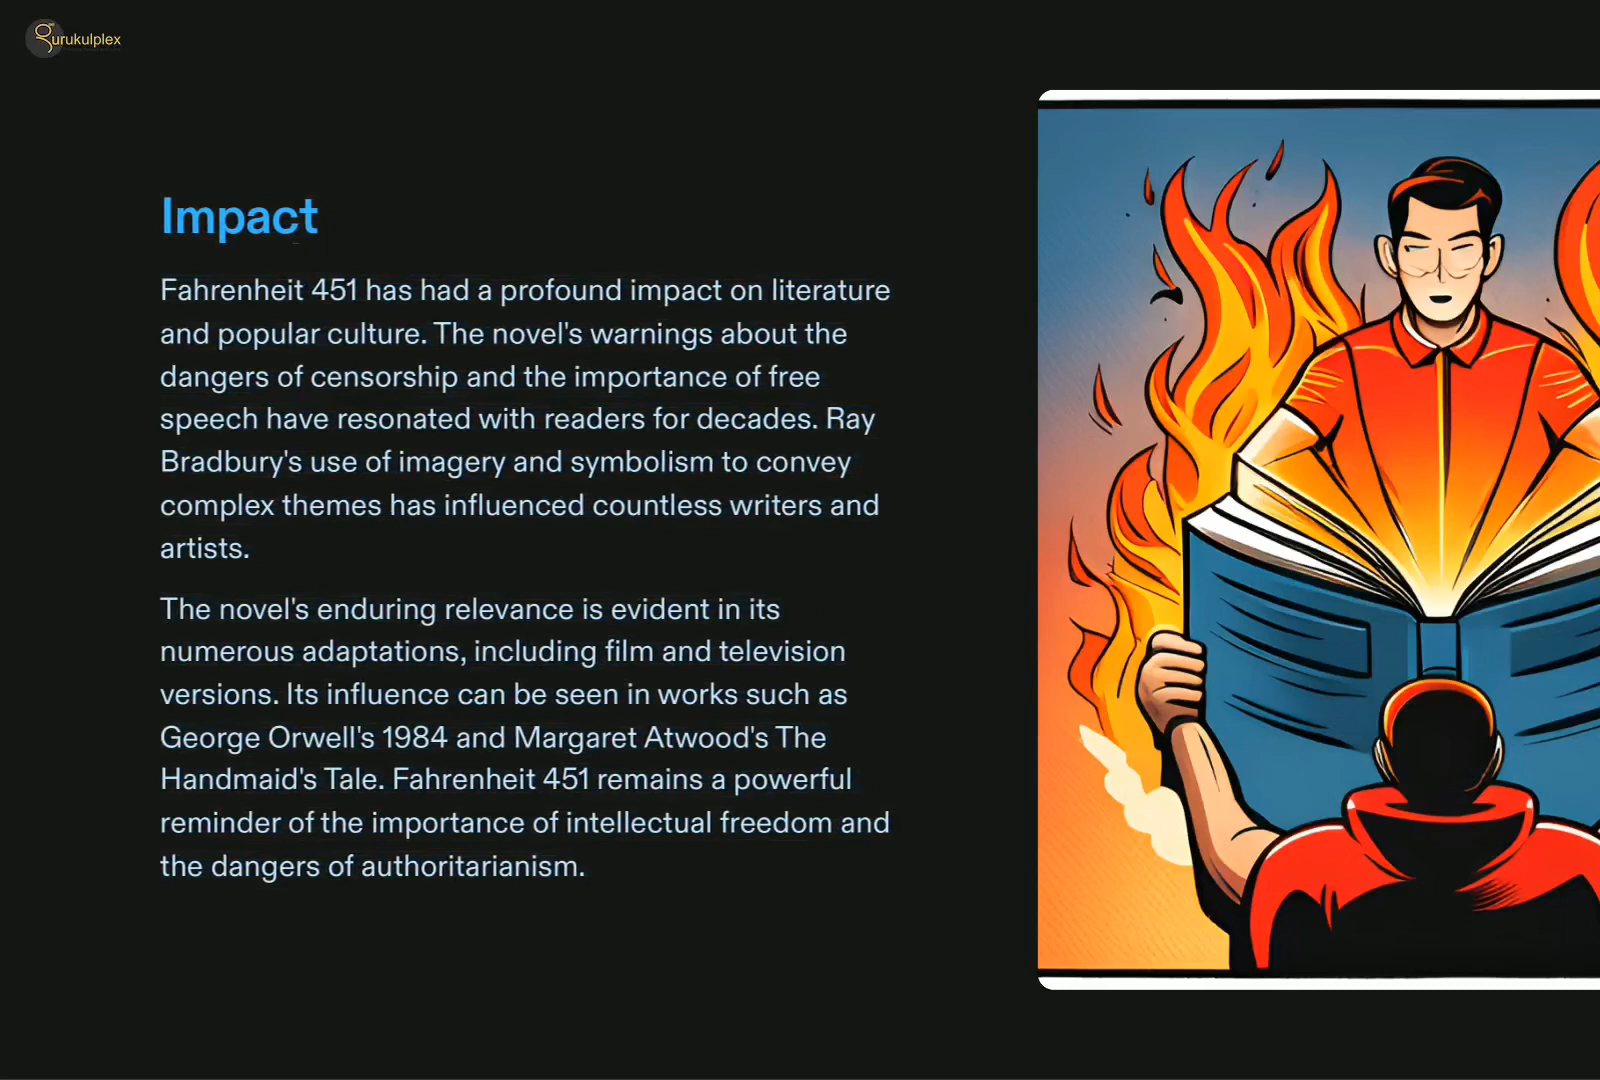 gurukulplex
Impact
Fahrenheit 451 has had a profound impact on literature
and popular culture. The novel's warnings about the
dangers of censorship and the importance of free
speech have resonated with readers for decades. Ray
Bradbury's use of imagery and symbolism to convey
complex themes has influenced countless writers and
artists.
The novel's enduring relevance is evident in its
numerous adaptations, including film and television
versions. Its influence can be seen in works such as
George Orwell's 1984 and Margaret Atwood's The
Handmaid's Tale. Fahrenheit 451 remains a powerful
reminder of the importance of intellectual freedom and
the dangers of authoritarianism.